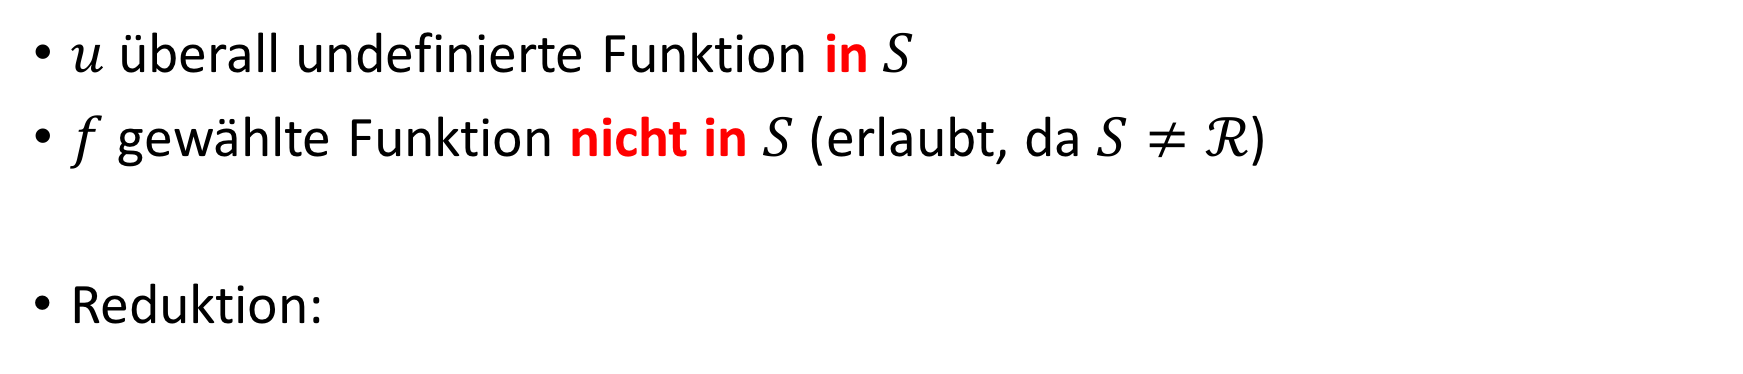 • 𝑢 überall undefinierte Funktion in 𝑆
• 𝑓 gewählte Funktion nicht in 𝑆 (erlaubt, da 𝑆 ≠ ℛ)
• Reduktion: